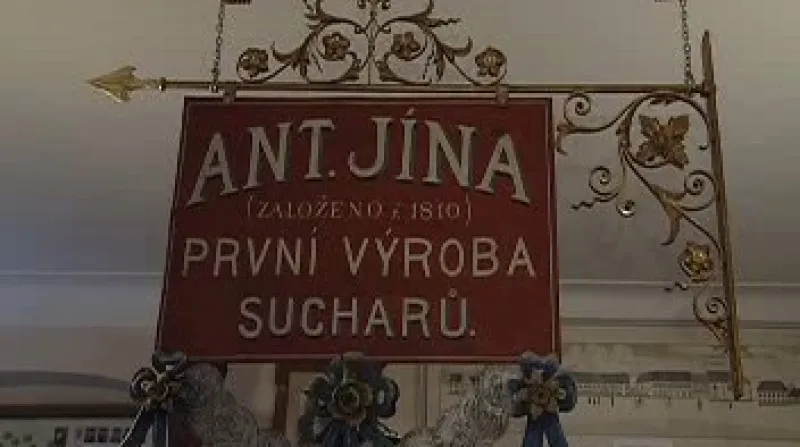 ANT. JÍNA
(ZALOŽENO r. 1810)
PRVNÍ VÝROBA
SUCHARŮ.